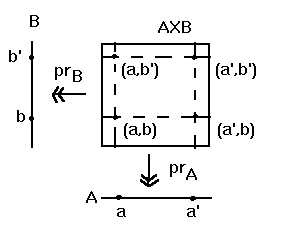 B
AXB
b'
pr_B
(a,b')
(a',b')
b
(a,b)
(a',b)
pr_A
A
a
a'